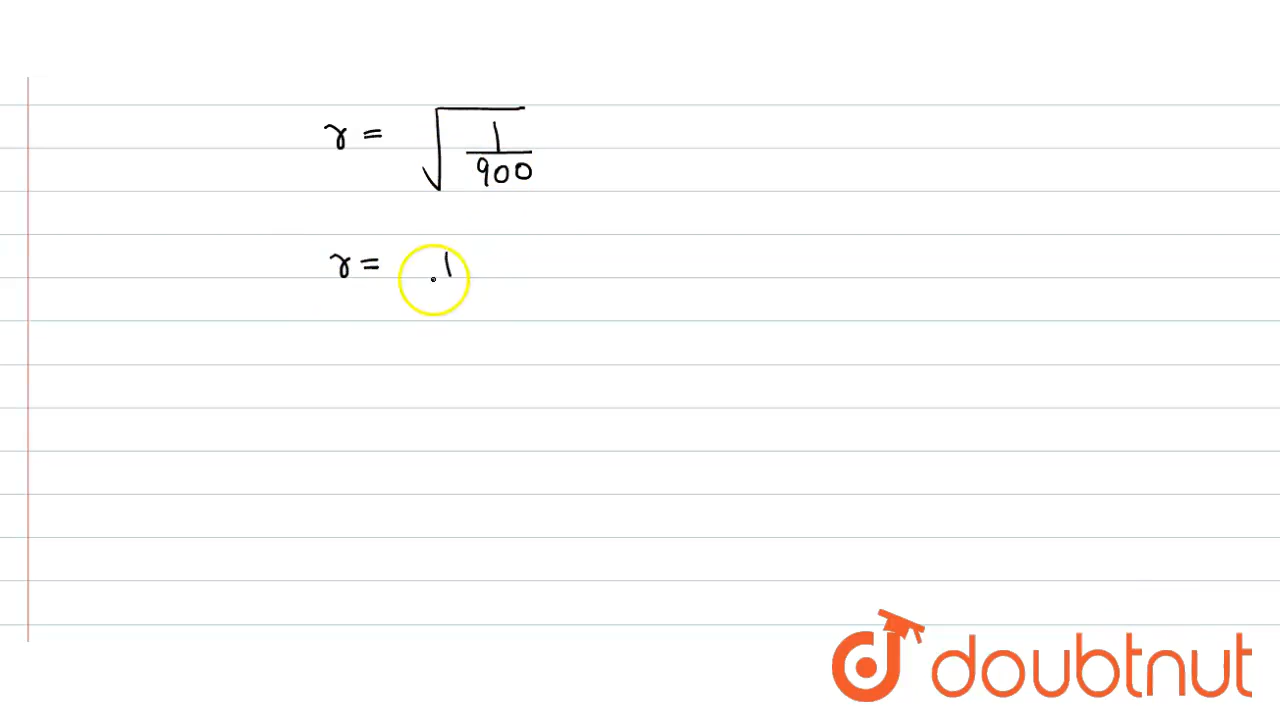 r = √(1/900)
r = 1
doubtnut